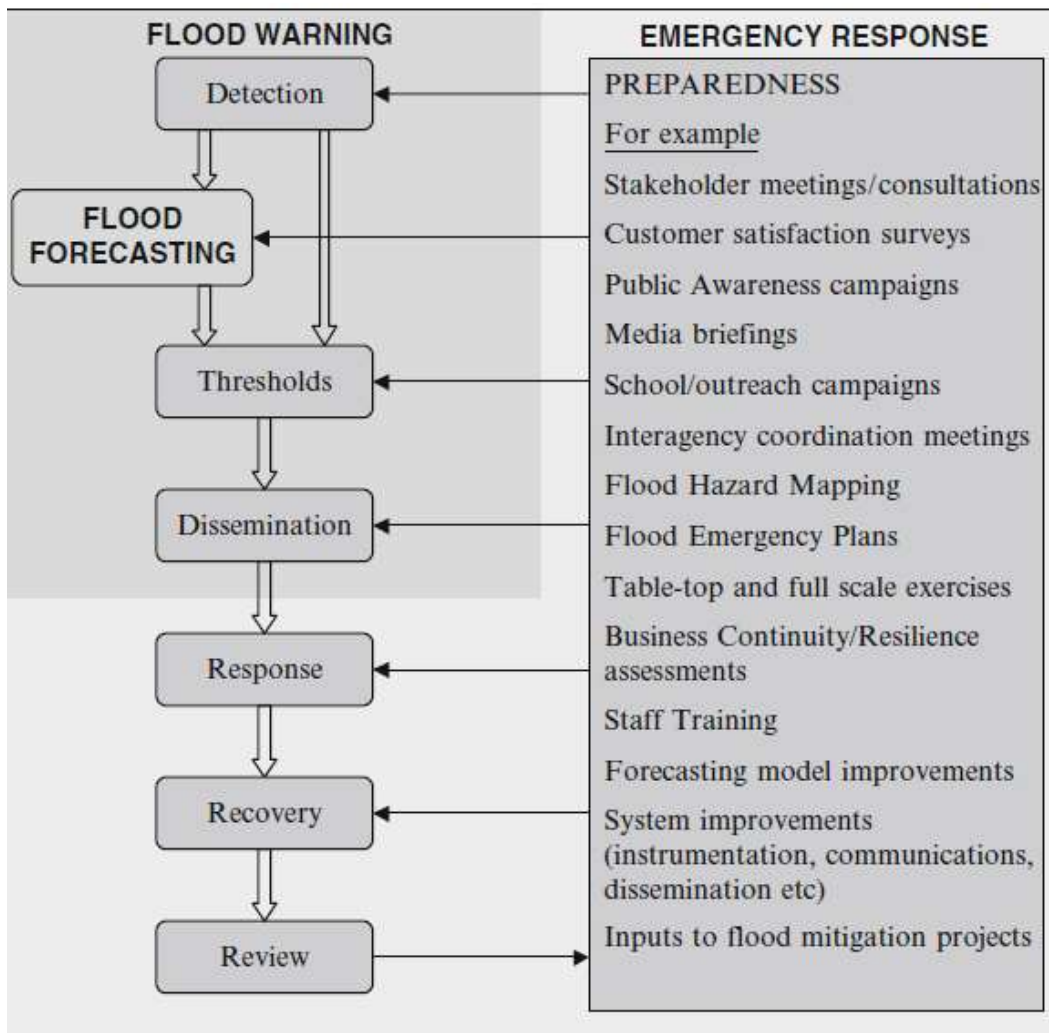 FLOOD WARNING
Detection
FLOOD
FORECASTING
Thresholds
Dissemination
Response
Recovery
Review
EMERGENCY RESPONSE
PREPAREDNESS
For example
Stakeholder meetings/consultations
Customer satisfaction surveys
Public Awareness campaigns
Media briefings
School/outreach campaigns
Interagency coordination meetings
Flood Hazard Mapping
Flood Emergency Plans
Table-top and full scale exercises
Business Continuity/Resilience
assessments
Staff Training
Forecasting model improvements
System improvements
(instrumentation, communications,
dissemination etc)
Inputs to flood mitigation projects